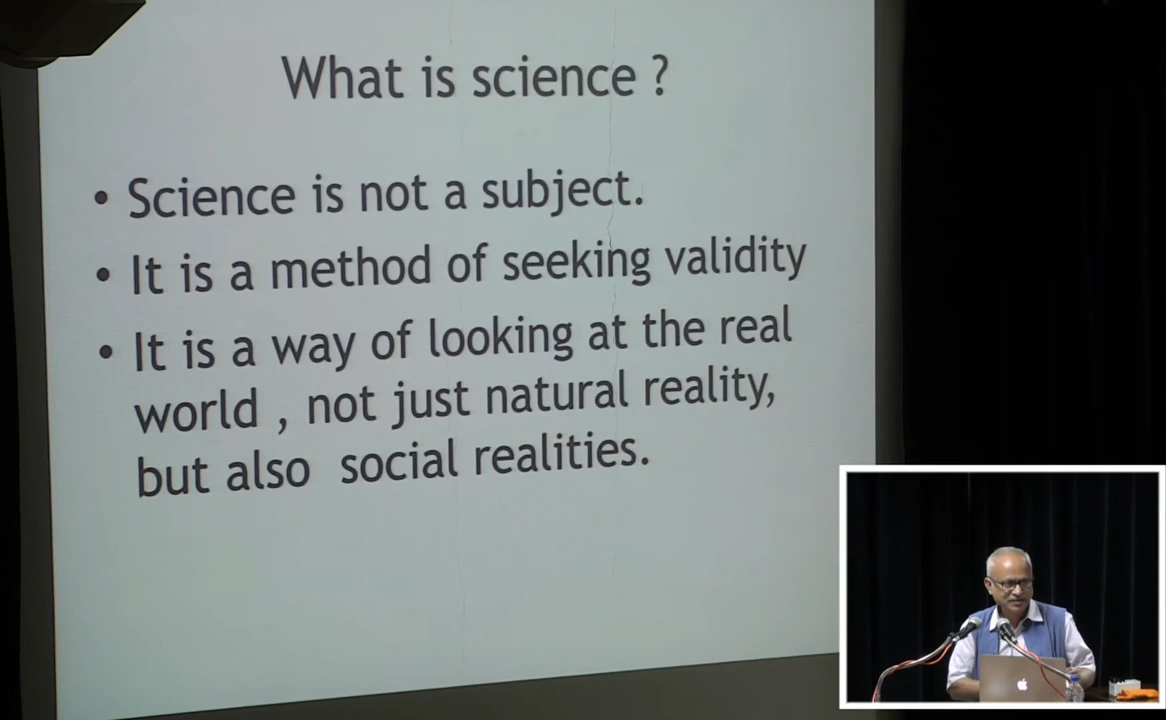 What is science ?
• Science is not a subject.
• It is a method of seeking validity
• It is a way of looking at the real
world , not just natural reality,
but also social realities.